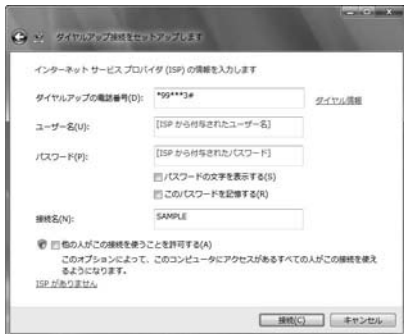 ダイヤルアップ接続をセットアップします
インターネット サービス プロバイダ (ISP) の情報を入力します
ダイヤルアップの電話番号(D):
*99***3#
ダイヤル情報
ユーザー名(U):
[ISP から付与されたユーザー名]
パスワード(P):
[ISP から付与されたパスワード]
パスワードの文字を表示する(S)
このパスワードを記憶する(R)
接続名(N):
SAMPLE
他の人がこの接続を使うことを許可する(A)
このオプションによって、このコンピュータにアクセスがあるすべての人がこの接続を使え
るようになります。
ISP がありません
接続(C)
キャンセル